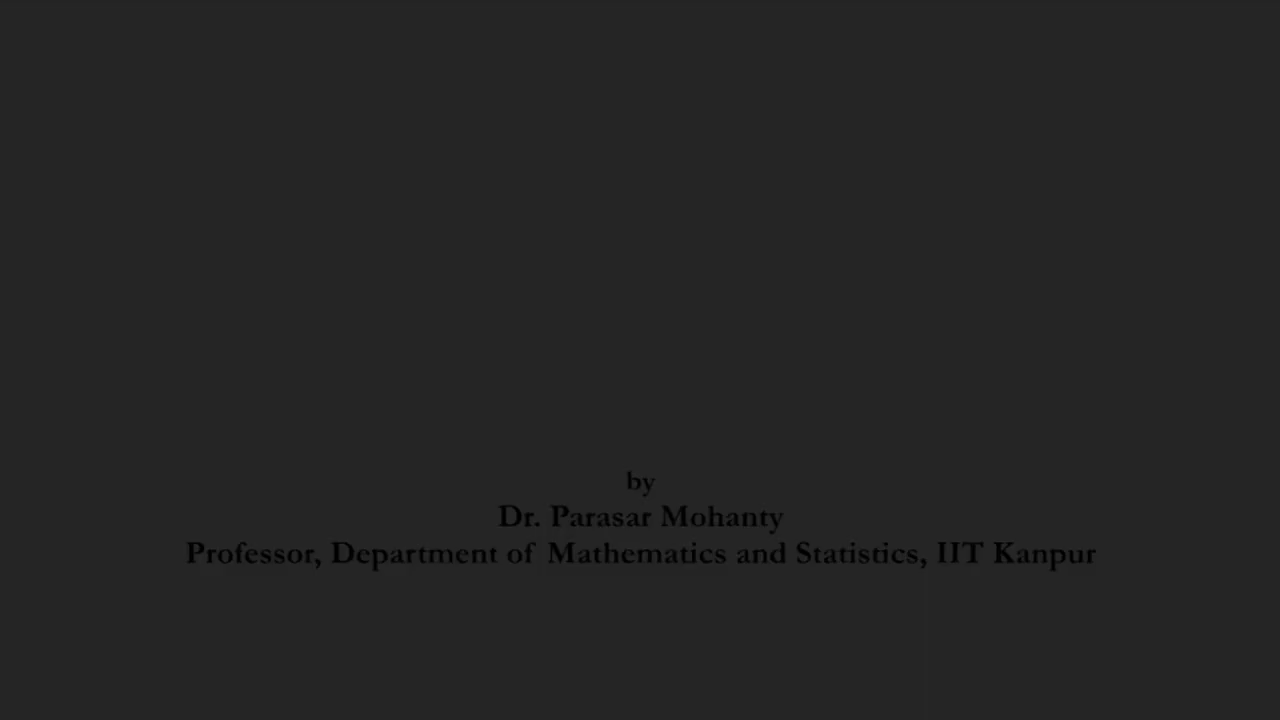 by
Dr. Parasar Mohanty
Professor, Department of Mathematics and Statistics, IIT Kanpur